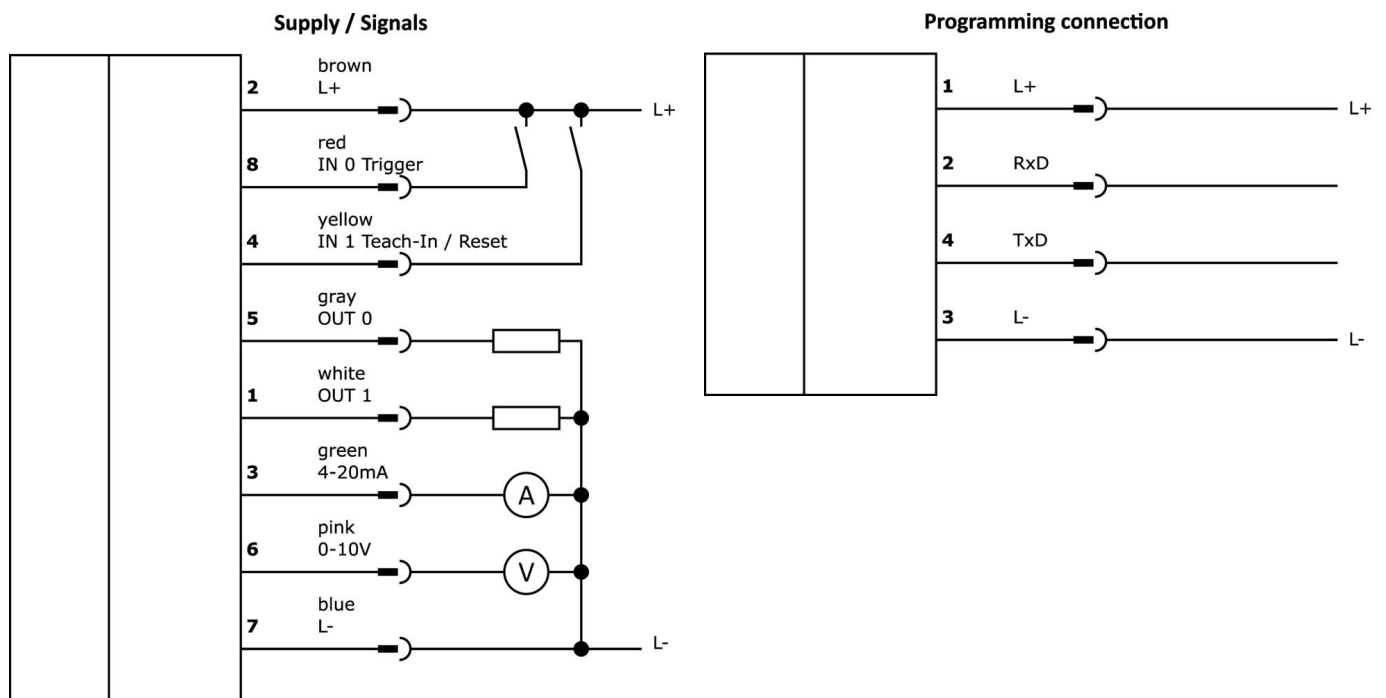 Supply / Signals
brown
2 L+
L+
red
8 IN 0 Trigger
yellow
4 IN 1 Teach-In / Reset
gray
5 OUT 0
white
1 OUT 1
green
3 4-20mA
A
pink
6 0-10V
V
blue
7 L-
L-
Programming connection
1 L+
L+
2 RxD
4 TxD
3 L-
L-